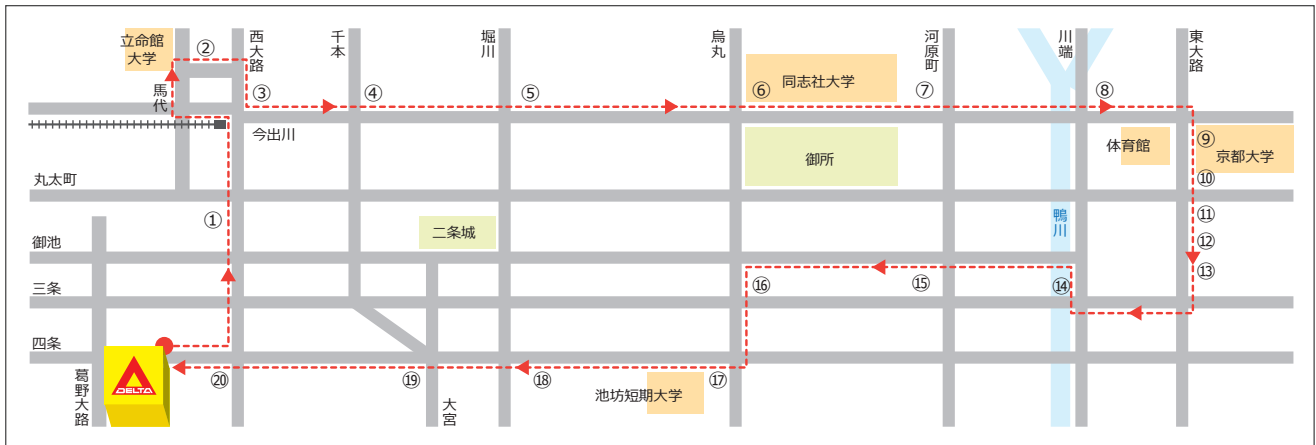 立命館
大学
②
西大路
千本
堀川
烏丸
河原町
川端
東大路
馬代
③
④
⑤
⑥
同志社大学
⑦
⑧
今出川
御所
体育館
⑨
京都大学
丸太町
⑩
①
⑪
鴨川
二条城
御池
⑫
⑬
三条
⑯
⑮
⑭
四条
DELTA
葛野大路
⑳
⑲
大宮
⑱
池坊短期大学
⑰